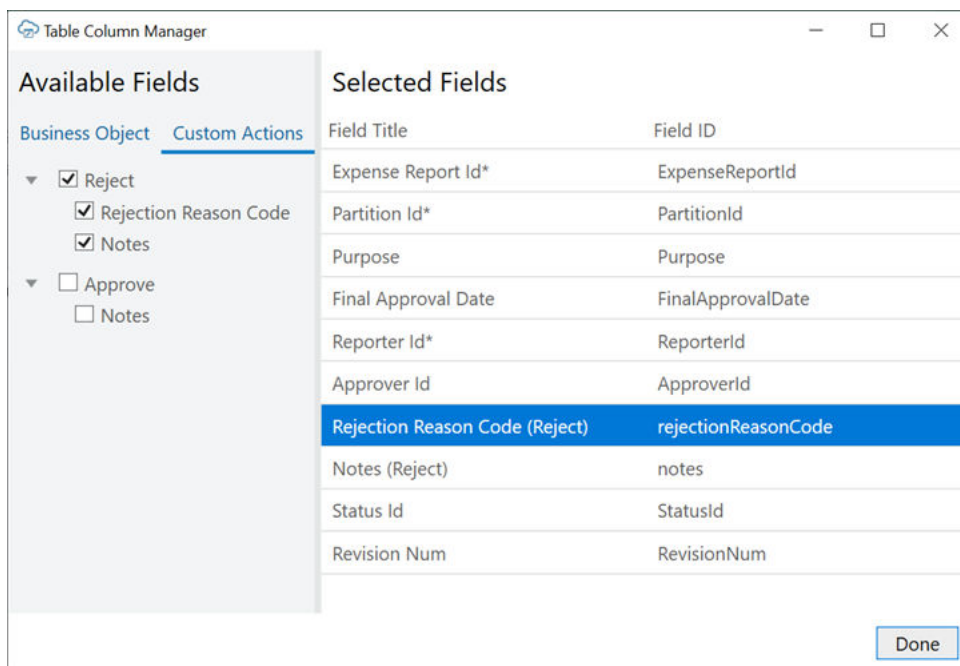 Table Column Manager
Available Fields
Business Object Custom Actions
Reject
Rejection Reason Code
Notes
Approve
Notes
Selected Fields
Field Title Field ID
Expense Report Id* ExpenseReportId
Partition Id* PartitionId
Purpose Purpose
Final Approval Date FinalApprovalDate
Reporter Id* ReporterId
Approver Id ApproverId
Rejection Reason Code (Reject) rejectionReasonCode
Notes (Reject) notes
Status Id StatusId
Revision Num RevisionNum
Done